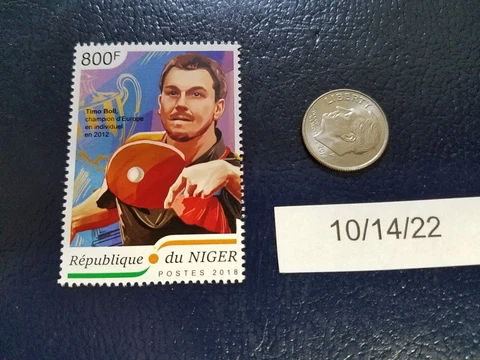 800F
Timo Boll,
champion d'Europe
en individuel
en 2012
République du NIGER
POSTES 2018
LIBERTY
10/14/22